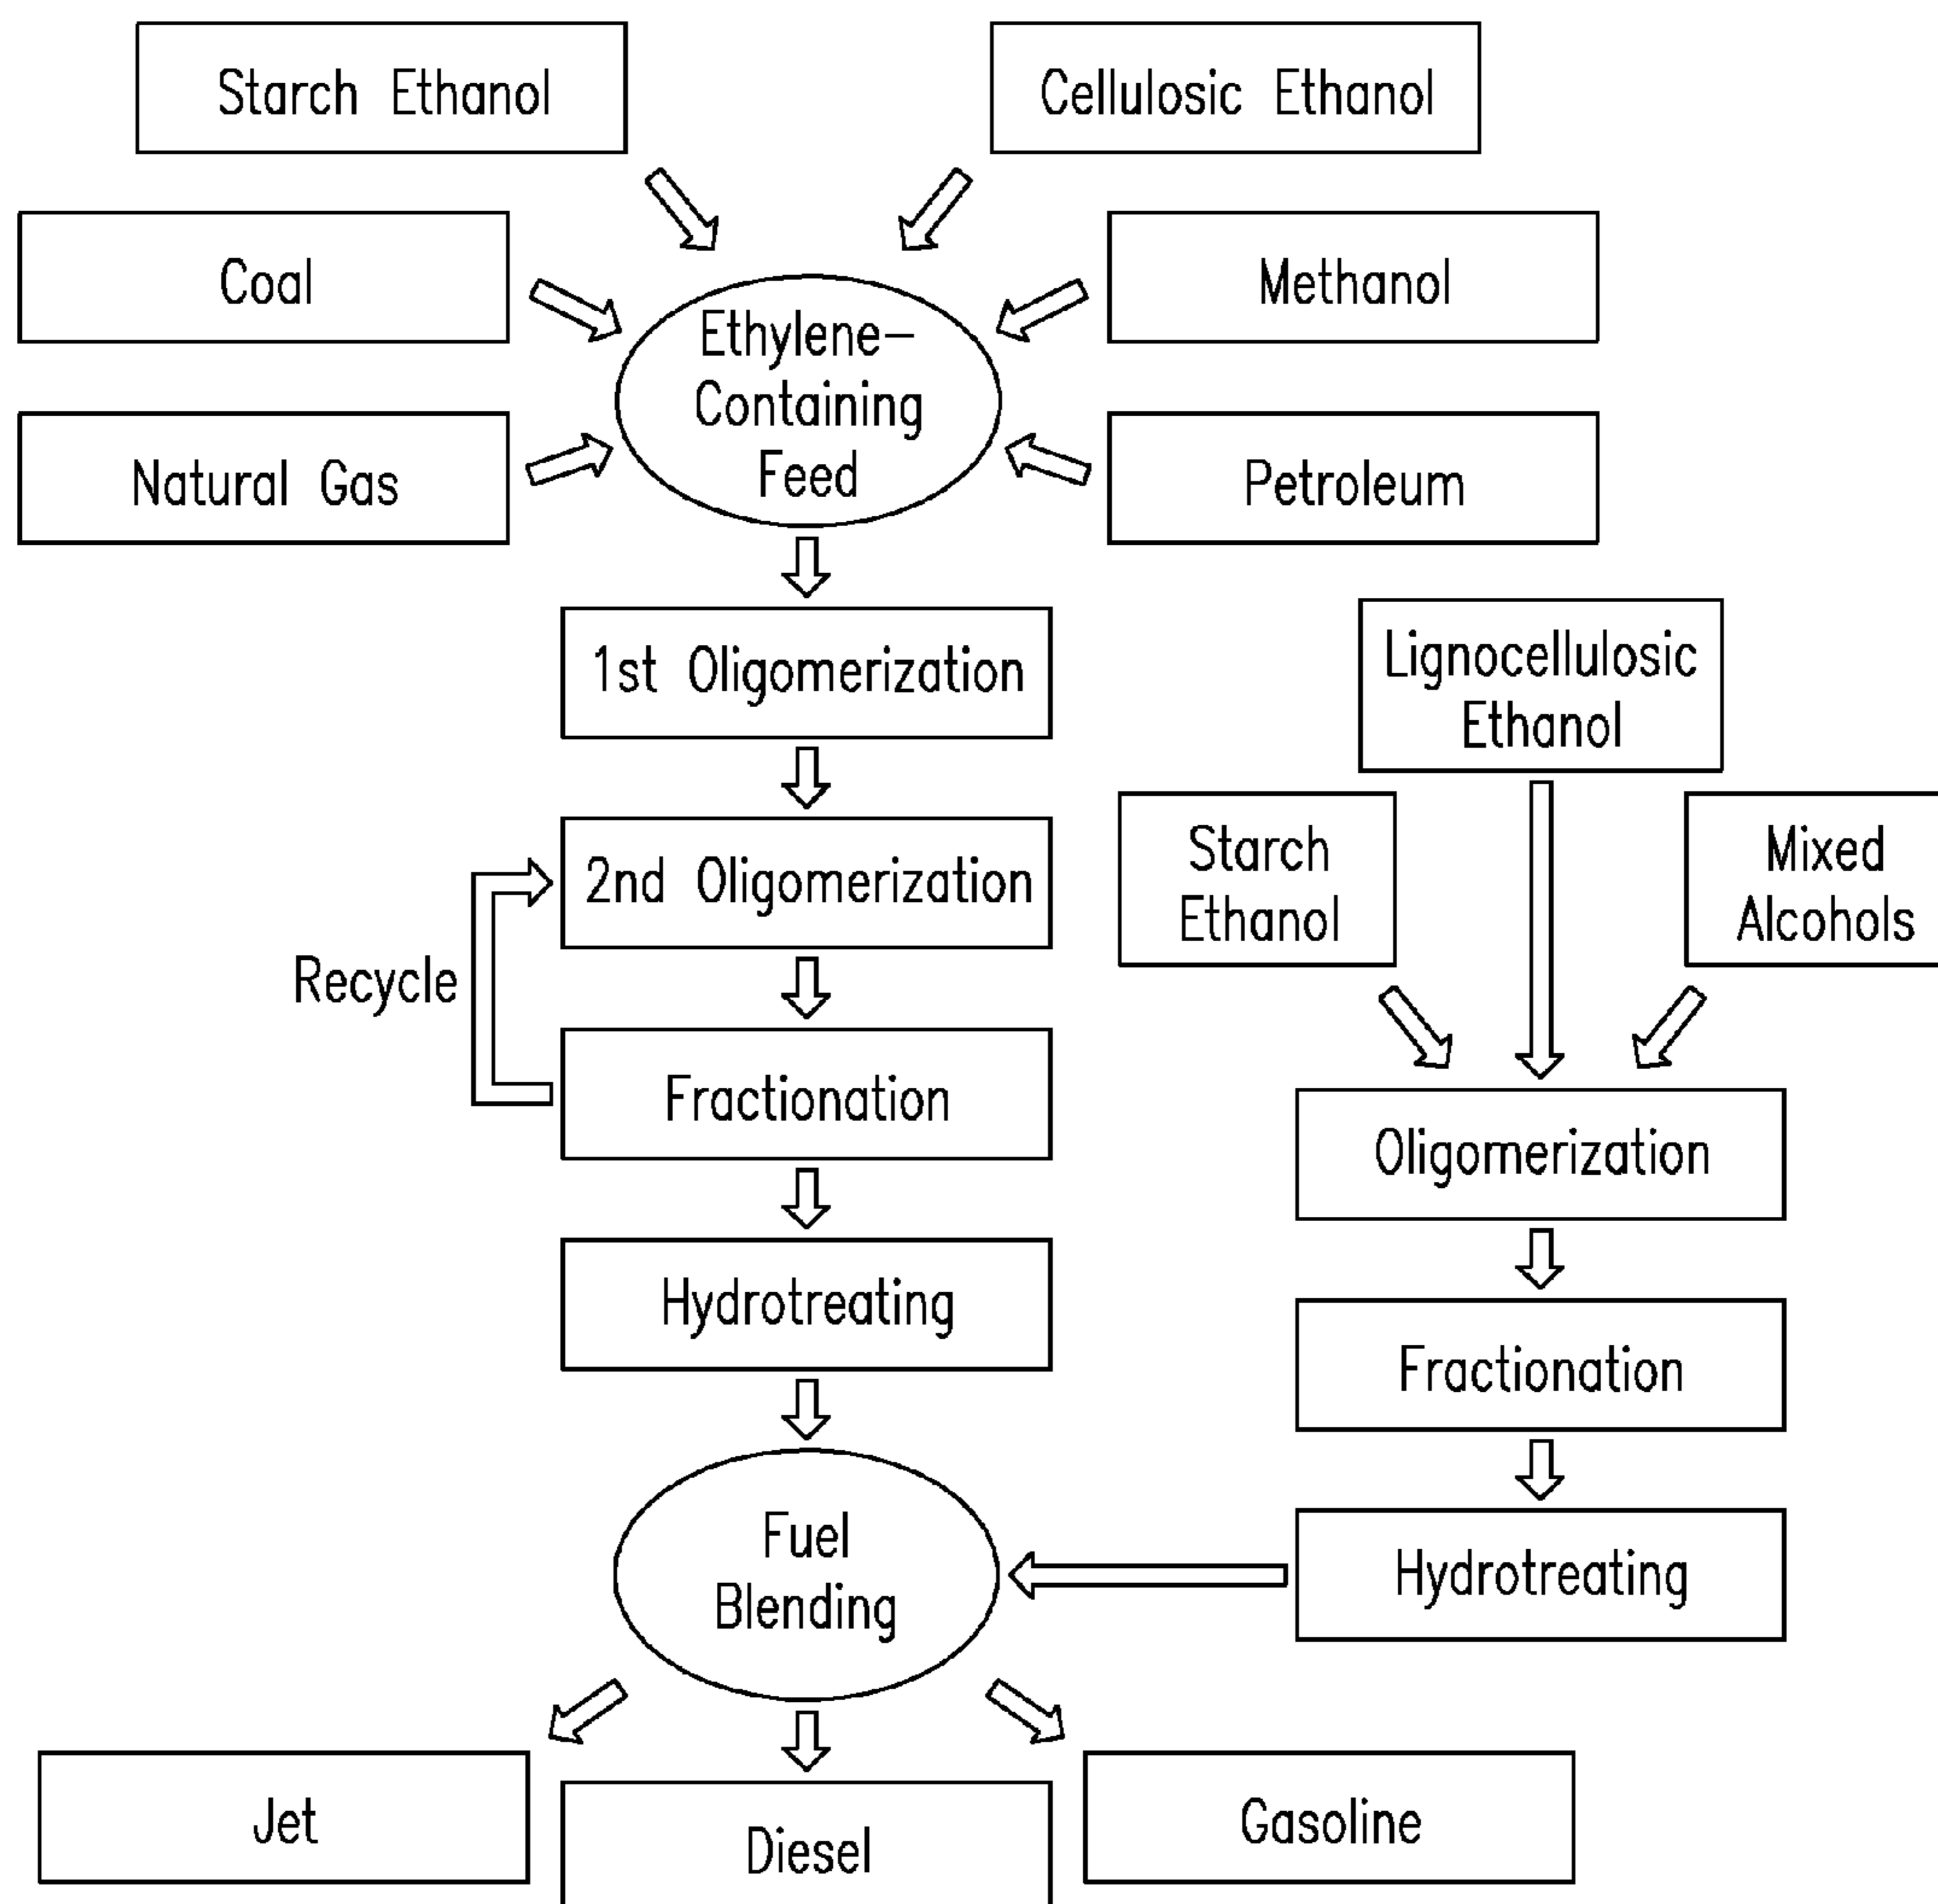 Starch Ethanol
Cellulosic Ethanol
Coal
Methanol
Ethylene-
Containing
Feed
Natural Gas
Petroleum
1st Oligomerization
Lignocellulosic
Ethanol
2nd Oligomerization
Starch
Ethanol
Mixed
Alcohols
Recycle
Fractionation
Oligomerization
Hydrotreating
Fractionation
Fuel
Blending
Hydrotreating
Jet
Diesel
Gasoline